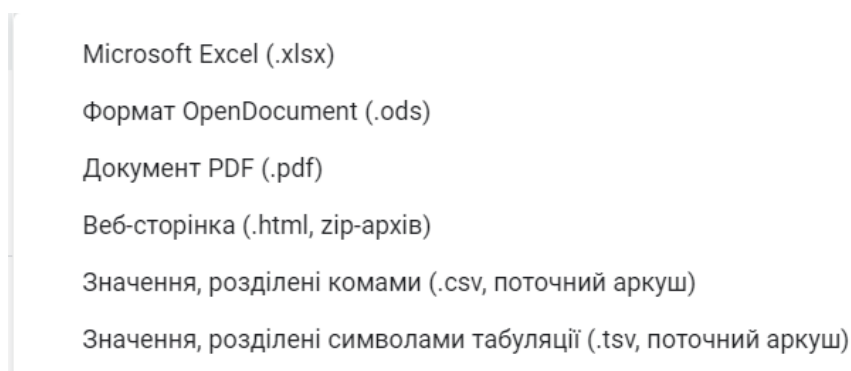 Microsoft Excel (.xlsx)
Формат OpenDocument (.ods)
Документ PDF (.pdf)
Веб-сторінка (.html, zip-архів)
Значення, розділені комами (.csv, поточний аркуш)
Значення, розділені символами табуляції (.tsv, поточний аркуш)